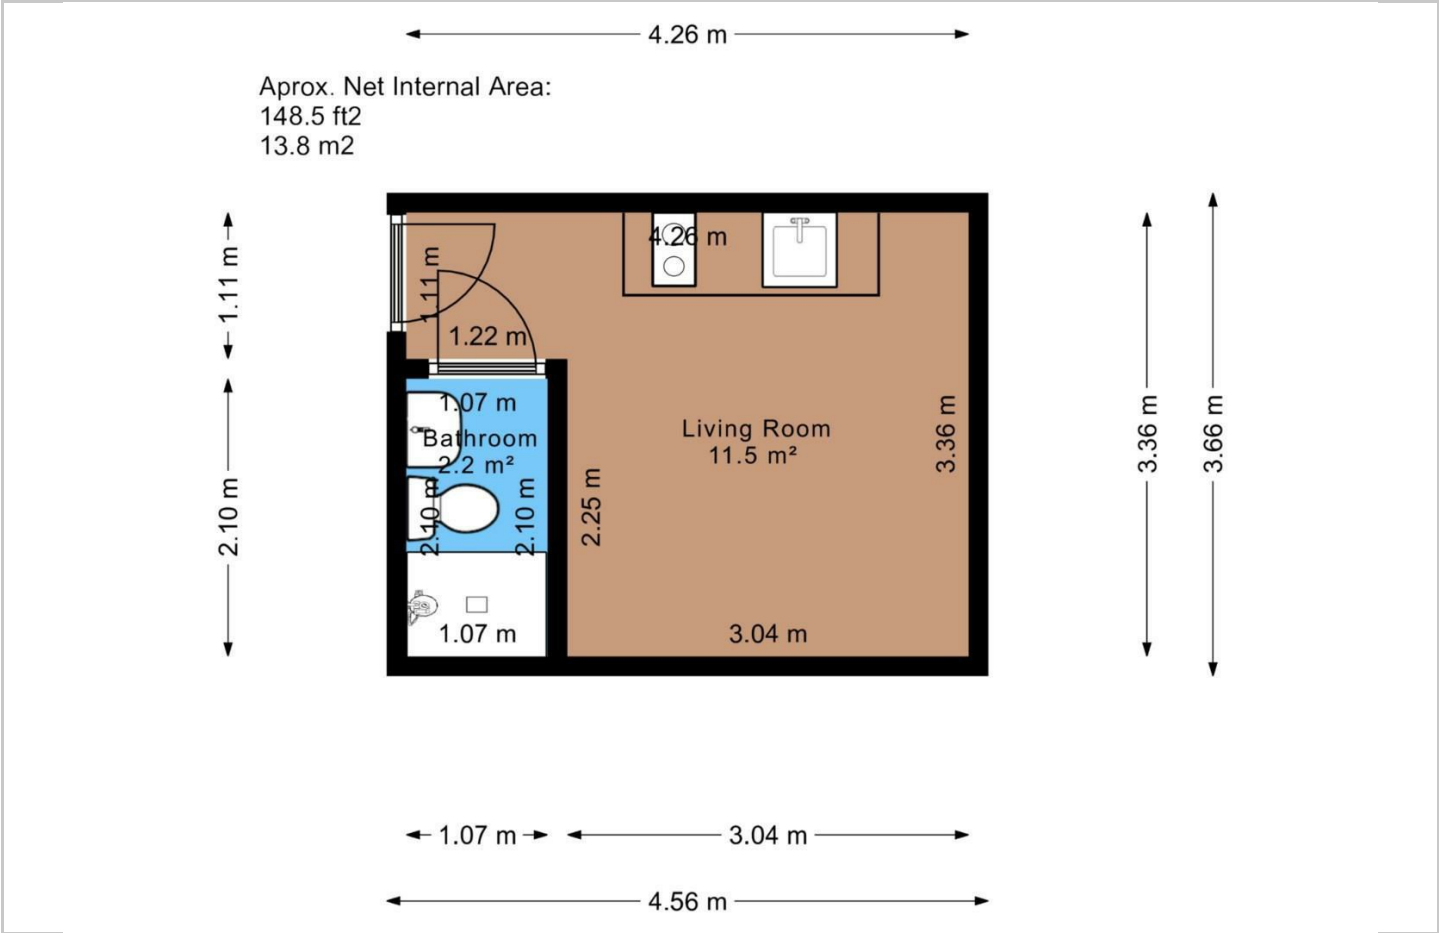 4.26 m
Aprox. Net Internal Area:
148.5 ft2
13.8 m2
4.26 m
1.11 m
1.11 m
1.22 m
1.07 m
Bathroom
2.2 m²
Living Room
11.5 m²
3.36 m
3.36 m
3.66 m
2.10 m
2.10 m
2.10 m
2.25 m
1.07 m
3.04 m
1.07 m
3.04 m
4.56 m